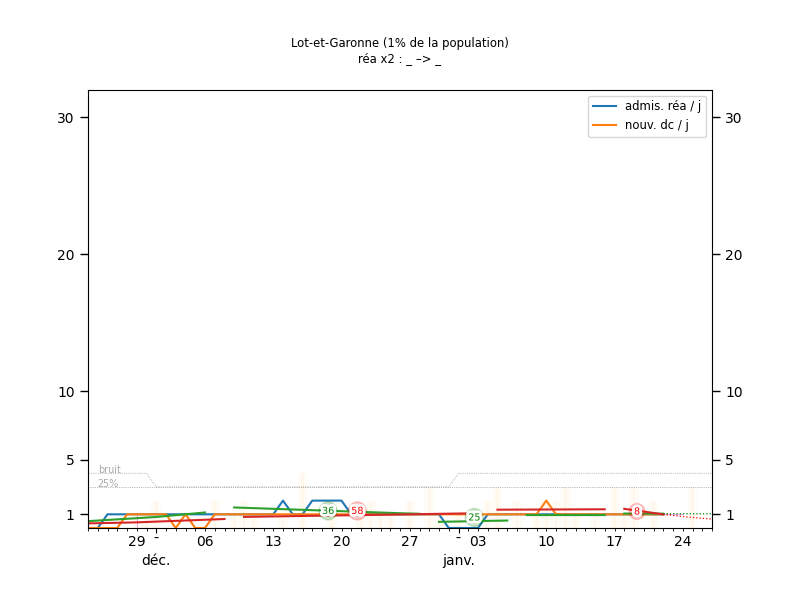 Lot-et-Garonne (1% de la population)
réa x2 : _ –> _
admis. réa / j
nouv. dc / j
30 30
20 20
10 10
5 5
bruit
25%
1 1
36 58 25 8
29 06 13 20 27 03 10 17 24
déc. janv.